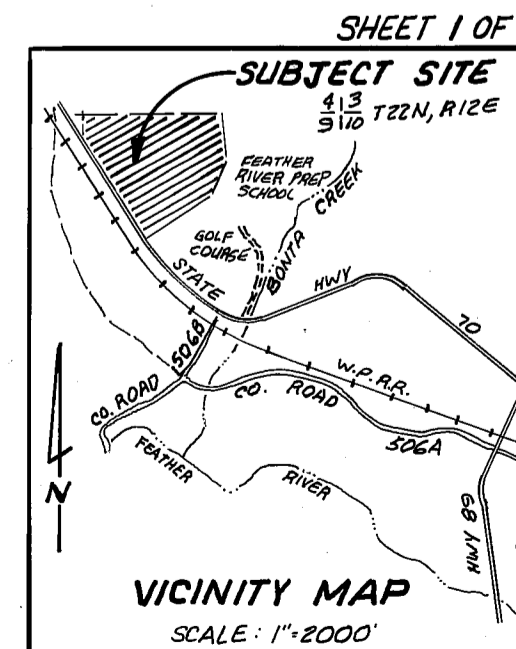 SHEET 1 OF
SUBJECT SITE
4|3
9|10 T22N, R12E
FEATHER
RIVER PREP
SCHOOL
CREEK
BONTA
GOLF
COURSE
STATE
HWY
70
506B
W.P.R.R.
CO. ROAD
CO. ROAD
506A
FEATHER
RIVER
HWY 89
N
VICINITY MAP
SCALE: 1"=2000'